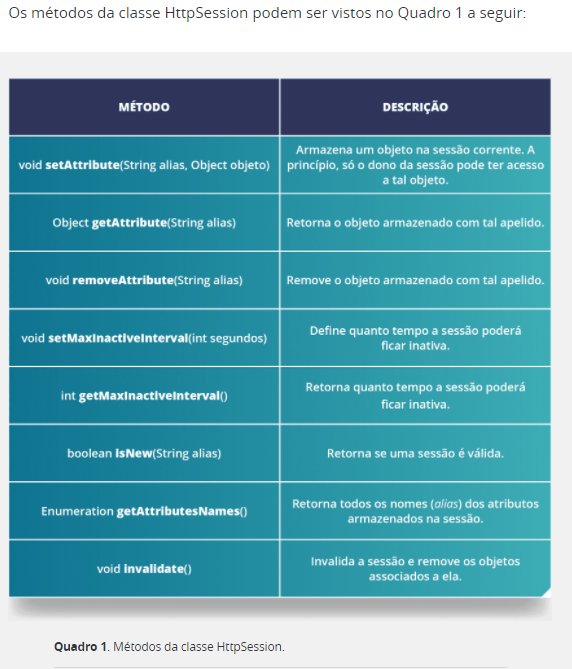 Os métodos da classe HttpSession podem ser vistos no Quadro 1 a seguir:
MÉTODO
DESCRIÇÃO
void setAttribute(String alias, Object objeto)
Armazena um objeto na sessão corrente. A
princípio, só o dono da sessão pode ter acesso
a tal objeto.
Object getAttribute(String alias)
Retorna o objeto armazenado com tal apelido.
void removeAttribute(String alias)
Remove o objeto armazenado com tal apelido.
void setMaxInactiveInterval(int segundos)
Define quanto tempo a sessão poderá
ficar inativa.
int getMaxInactiveInterval()
Retorna quanto tempo a sessão poderá
ficar inativa.
boolean isNew(String alias)
Retorna se uma sessão é válida.
Enumeration getAttributesNames()
Retorna todos os nomes (alias) dos atributos
armazenados na sessão.
void invalidate()
Invalida a sessão e remove os objetos
associados a ela.
Quadro 1. Métodos da classe HttpSession.